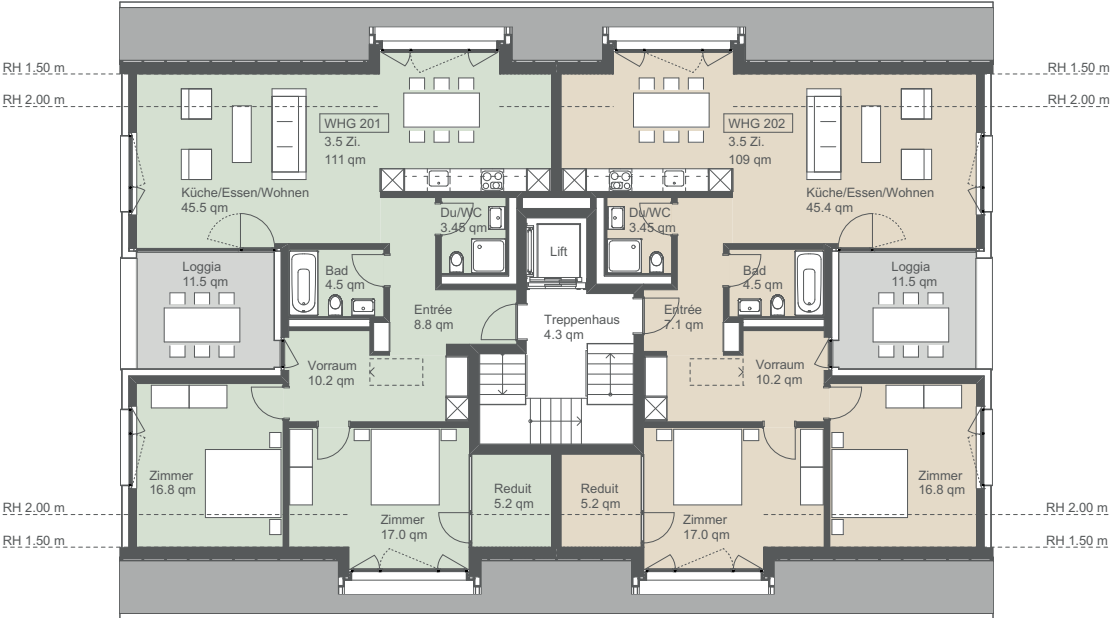 RH 1.50 m
RH 1.50 m
RH 2.00 m
RH 2.00 m
WHG 201
3.5 Zi.
111 qm
WHG 202
3.5 Zi.
109 qm
Küche/Essen/Wohnen
45.5 qm
Küche/Essen/Wohnen
45.4 qm
Du/WC
3.45 qm
Du/WC
3.45 qm
Lift
Loggia
11.5 qm
Bad
4.5 qm
Bad
4.5 qm
Loggia
11.5 qm
Entrée
8.8 qm
Treppenhaus
4.3 qm
Entrée
7.1 qm
Vorraum
10.2 qm
Vorraum
10.2 qm
Zimmer
16.8 qm
Zimmer
17.0 qm
Reduit
5.2 qm
Reduit
5.2 qm
Zimmer
17.0 qm
Zimmer
16.8 qm
RH 2.00 m
RH 2.00 m
RH 1.50 m
RH 1.50 m